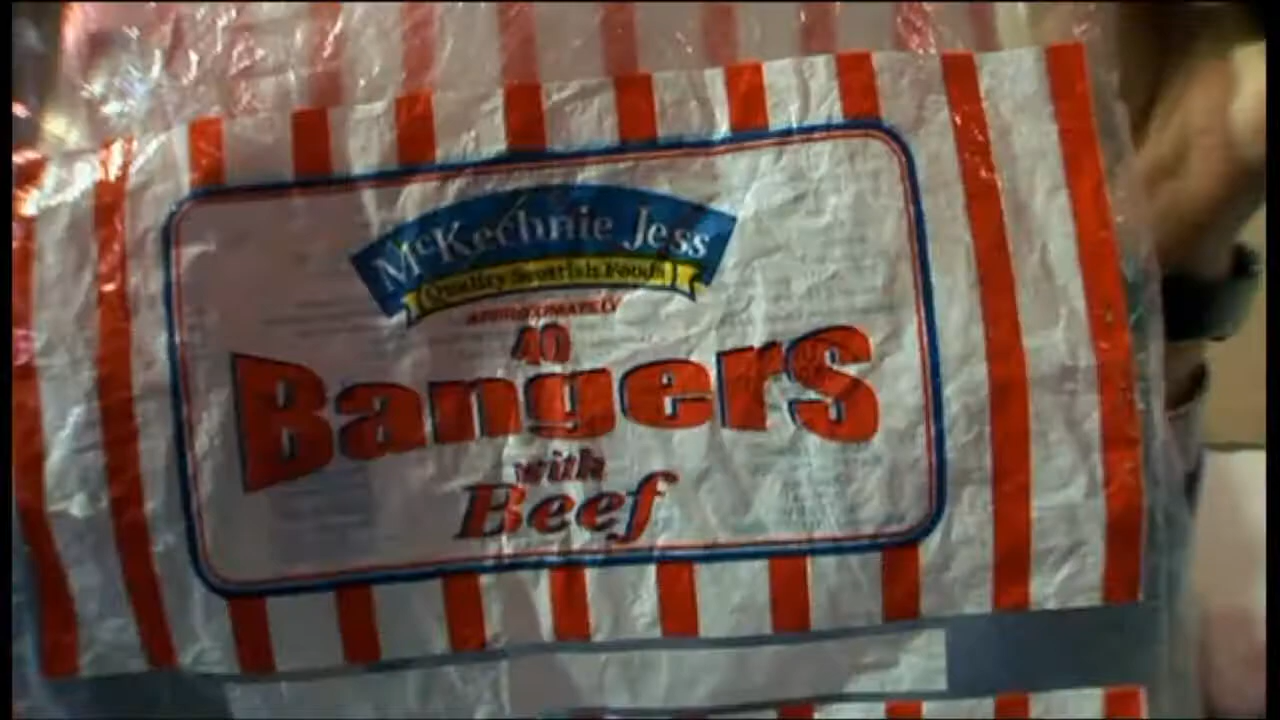 McKechnie Jess
Quality Scottish Foods
APPROXIMATELY
40
Bangers
with
Beef